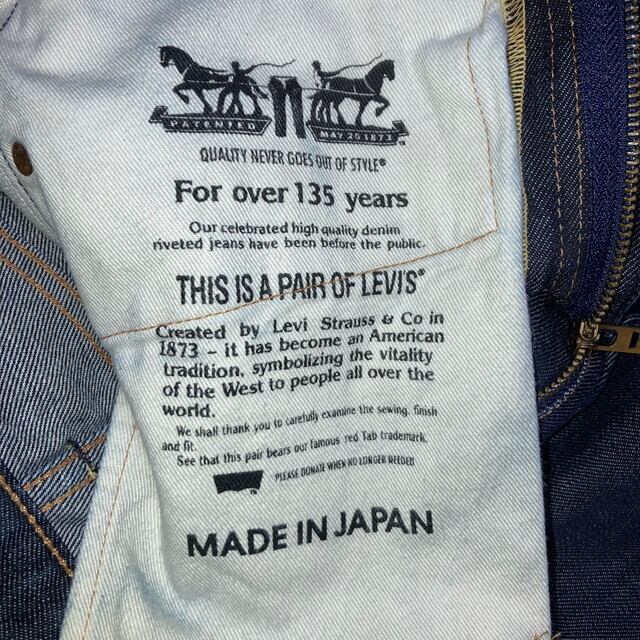 PATENTED
MAY 20 1873 ™
QUALITY NEVER GOES OUT OF STYLE®
For over 135 years
Our celebrated high quality denim
riveted jeans have been before the public.
THIS IS A PAIR OF LEVI'S®
Created by Levi Strauss & Co in
1873 - it has become an American
tradition, symbolizing the vitality
of the West to people all over the
world.
We shall thank you to carefully examine the sewing, finish
and fit.
See that this pair bears our famous red Tab trademark.
™ PLEASE DONATE WHEN NO LONGER NEEDED
MADE IN JAPAN